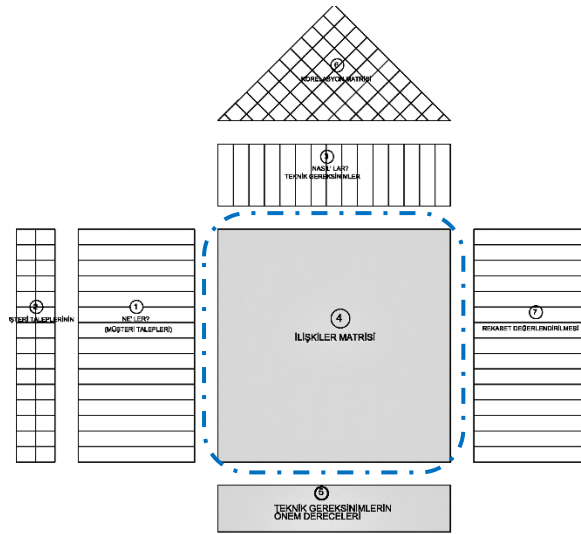 6
KORELASYON MATRİSİ
3
NASIL' LAR?
TEKNİK GEREKSİNİMLER
2
ŞTERİ TALEPLERİNİN
1
NE' LER?
(MÜŞTERİ TALEPLERİ)
4
İLİŞKİLER MATRİSİ
7
REKABET DEĞERLENDİRİLMESİ
5
TEKNİK GEREKSİNİMLERİN
ÖNEM DERECELERİ